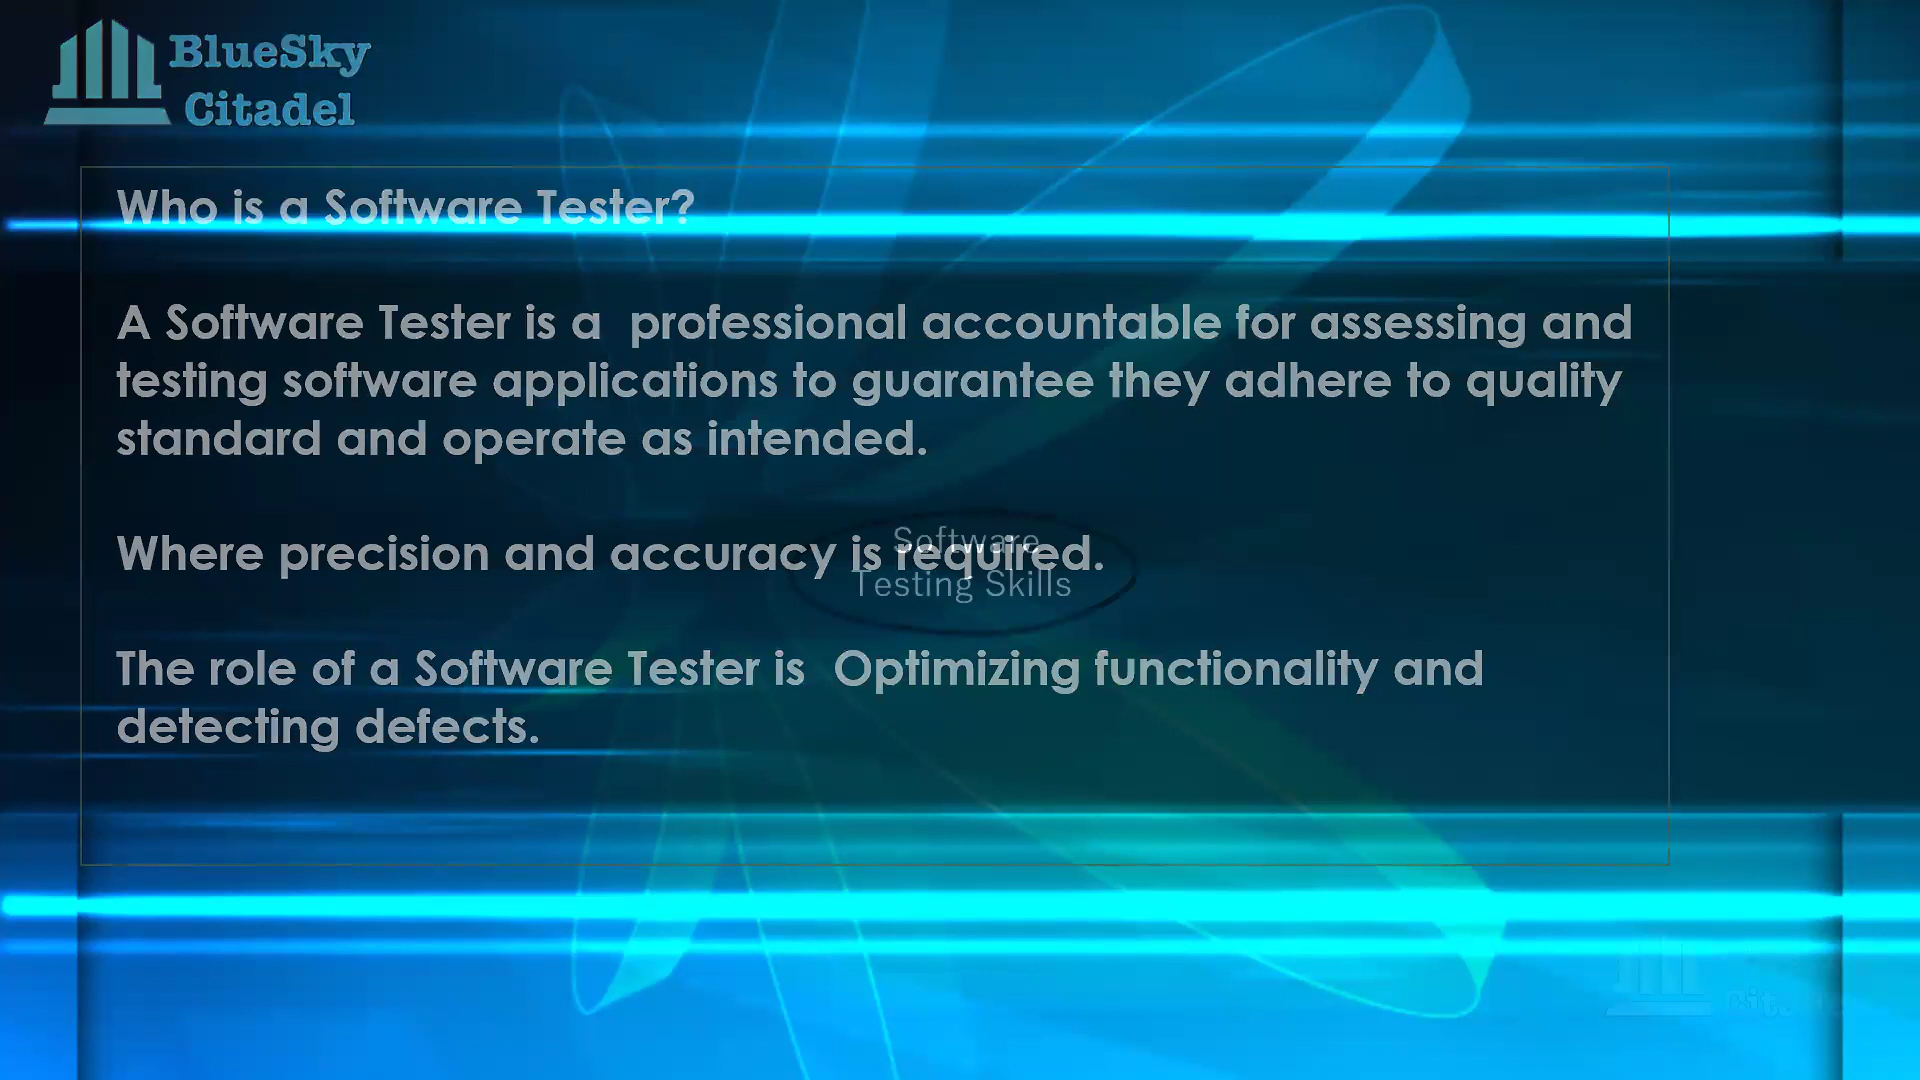 BlueSky
Citadel
Who is a Software Tester?
A Software Tester is a  professional accountable for assessing and
testing software applications to guarantee they adhere to quality
standard and operate as intended.
Where precision and accuracy is required.
Software
Testing Skills
The role of a Software Tester is  Optimizing functionality and
detecting defects.